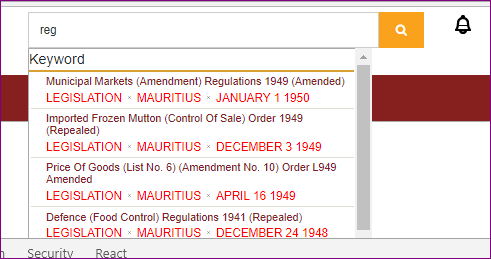 reg
Keyword
Municipal Markets (Amendment) Regulations 1949 (Amended)
LEGISLATION × MAURITIUS × JANUARY 1 1950
Imported Frozen Mutton (Control Of Sale) Order 1949
(Repealed)
LEGISLATION × MAURITIUS × DECEMBER 3 1949
Price Of Goods (List No. 6) (Amendment No. 10) Order L949
Amended
LEGISLATION × MAURITIUS × APRIL 16 1949
Defence (Food Control) Regulations 1941 (Repealed)
LEGISLATION × MAURITIUS × DECEMBER 24 1948
Security React